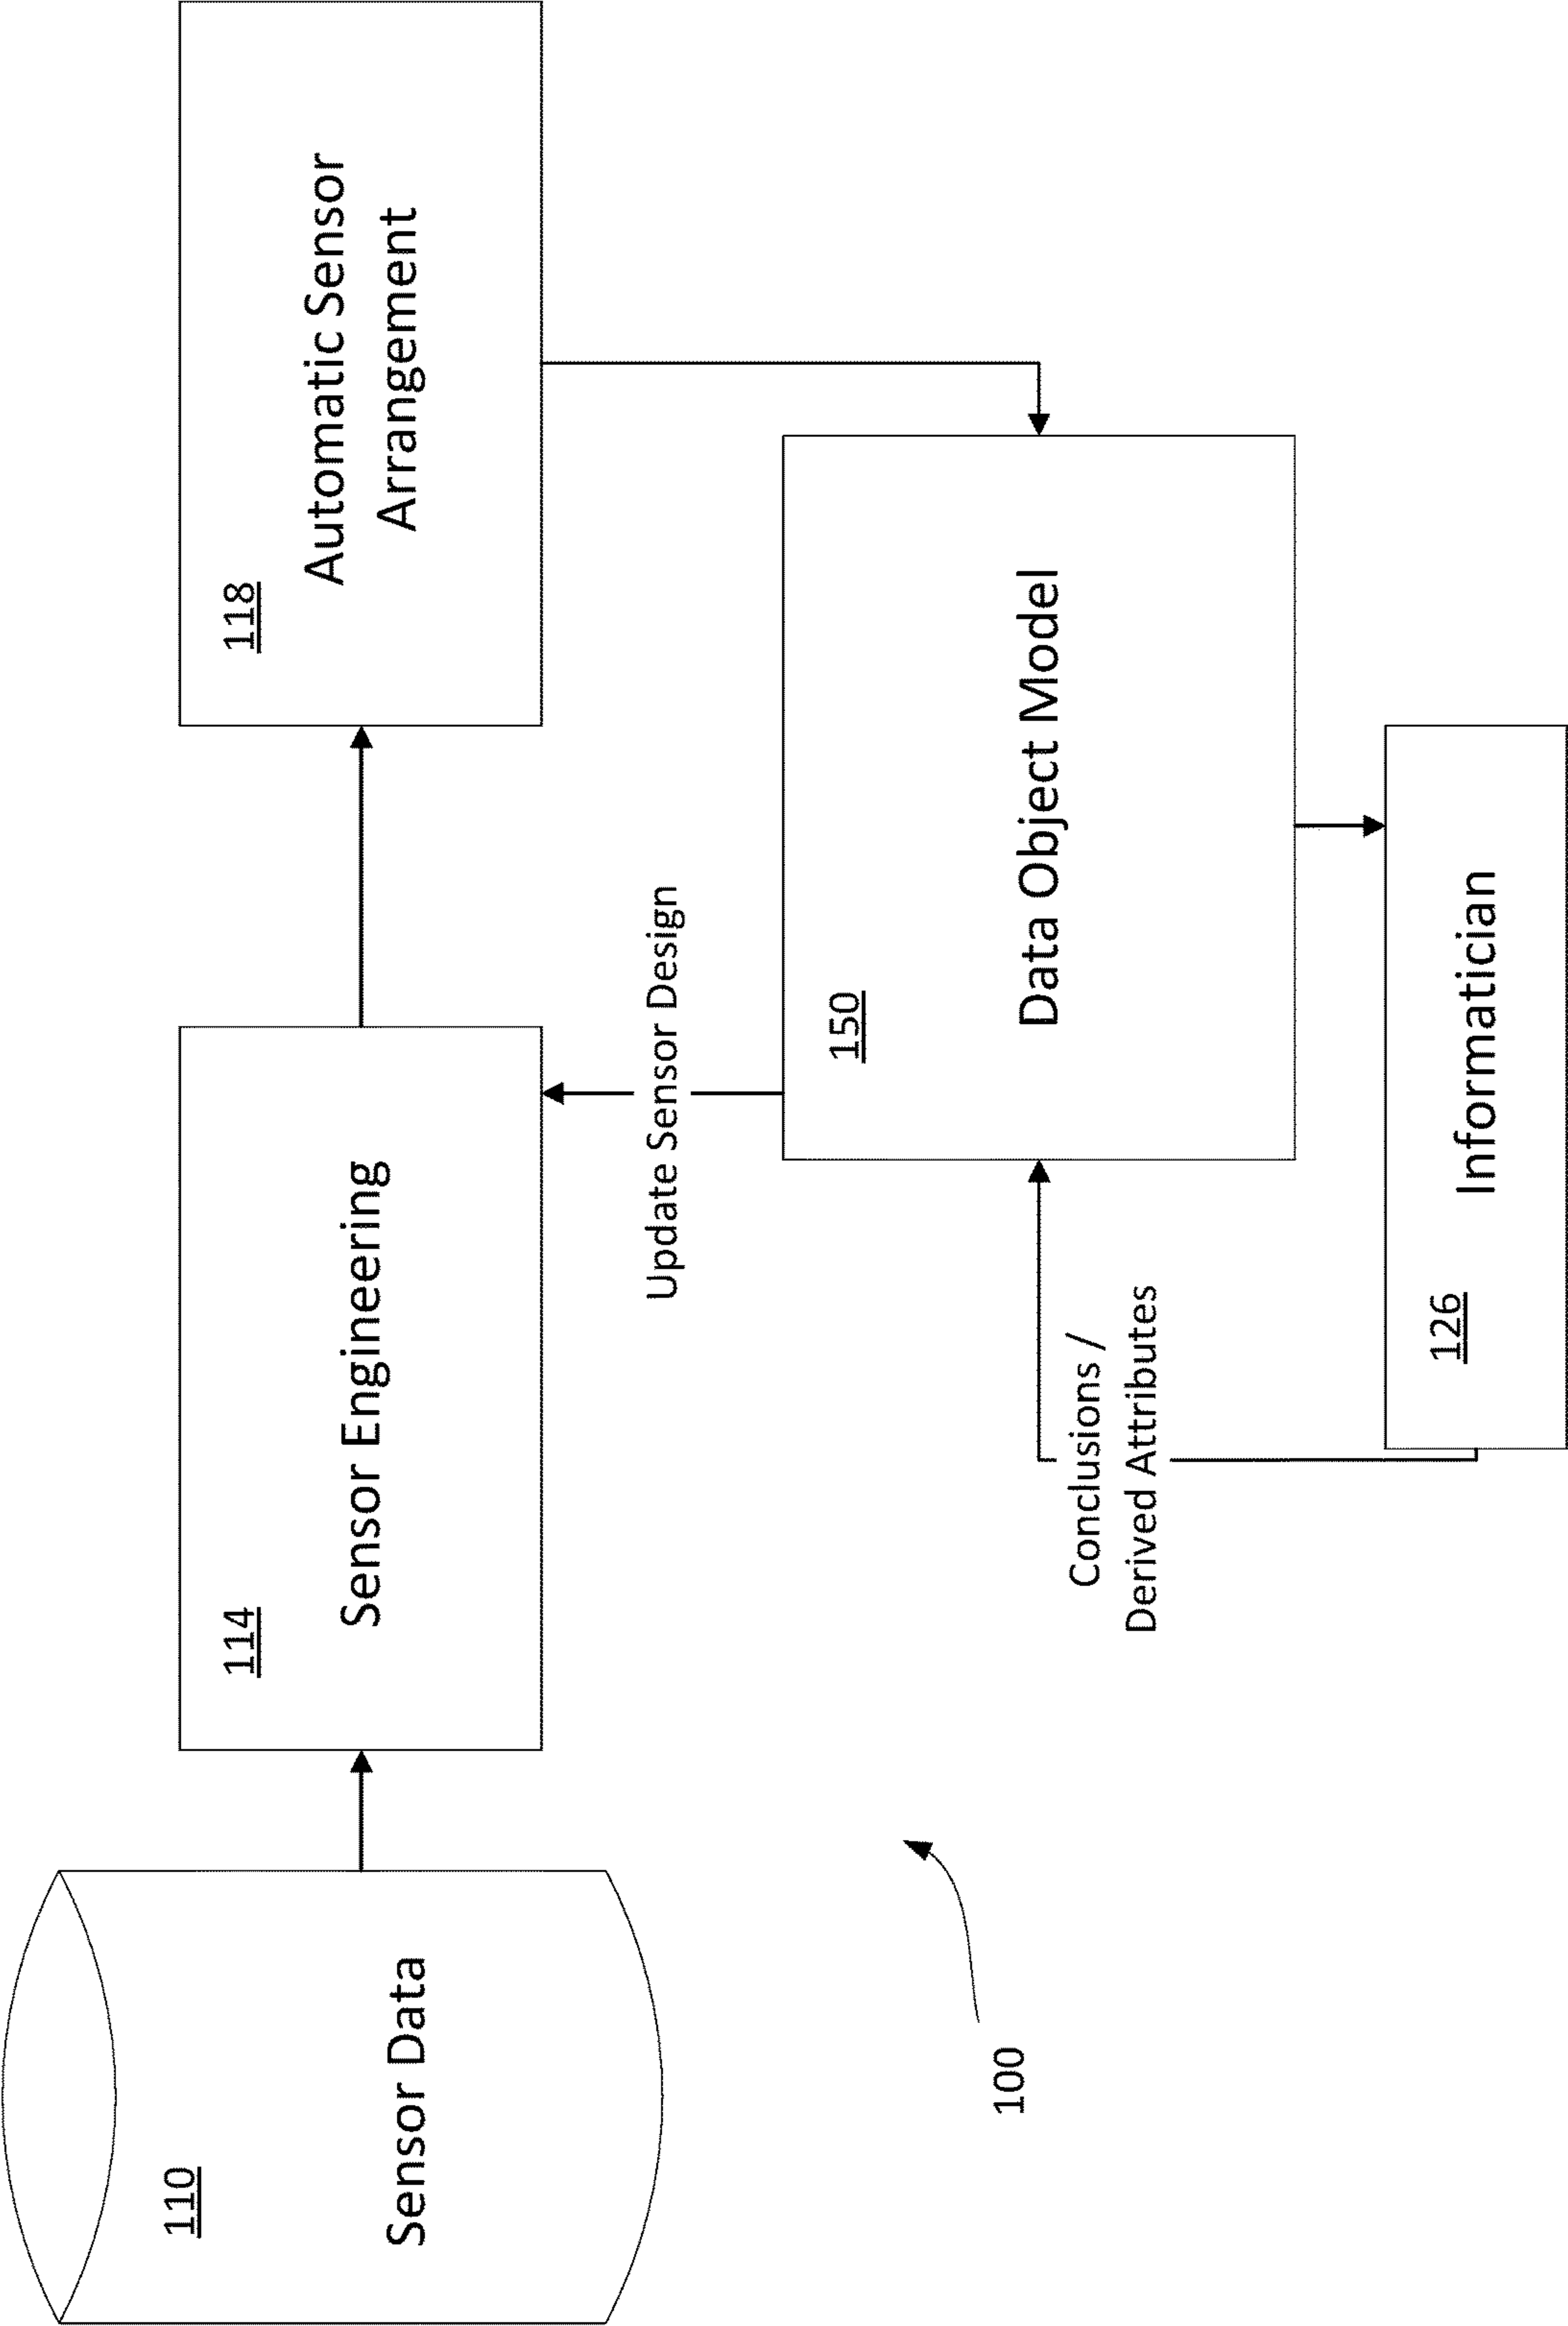 110
Sensor Data
114
Sensor Engineering
118
Automatic Sensor
Arrangement
Update Sensor Design
150
Data Object Model
Conclusions /
Derived Attributes
126
Informatician
100